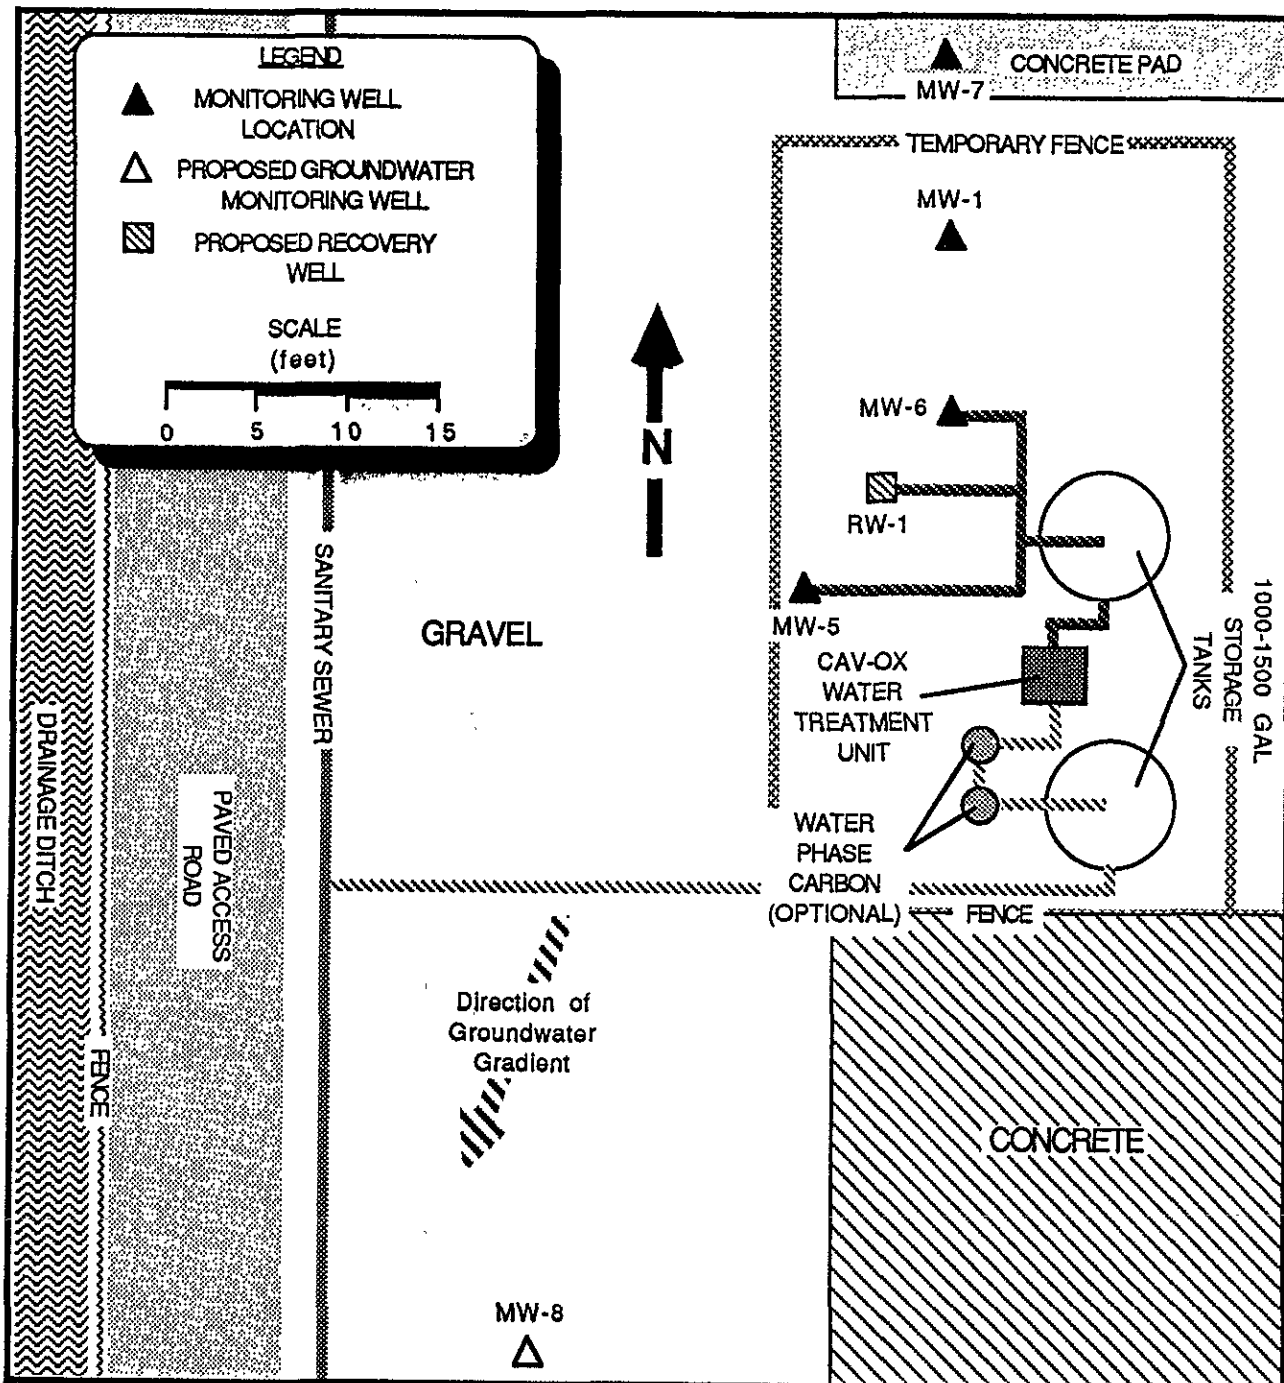 LEGEND
MONITORING WELL
LOCATION
PROPOSED GROUNDWATER
MONITORING WELL
PROPOSED RECOVERY
WELL
SCALE
(feet)
0 5 10 15
CONCRETE PAD
MW-7
TEMPORARY FENCE
MW-1
N
MW-6
RW-1
MW-5
GRAVEL
SANITARY SEWER
1000-1500 GAL
STORAGE
TANKS
CAV-OX
WATER
TREATMENT
UNIT
WATER
PHASE
CARBON
(OPTIONAL)
FENCE
DRAINAGE DITCH
PAVED ACCESS
ROAD
FENCE
Direction of
Groundwater
Gradient
CONCRETE
MW-8